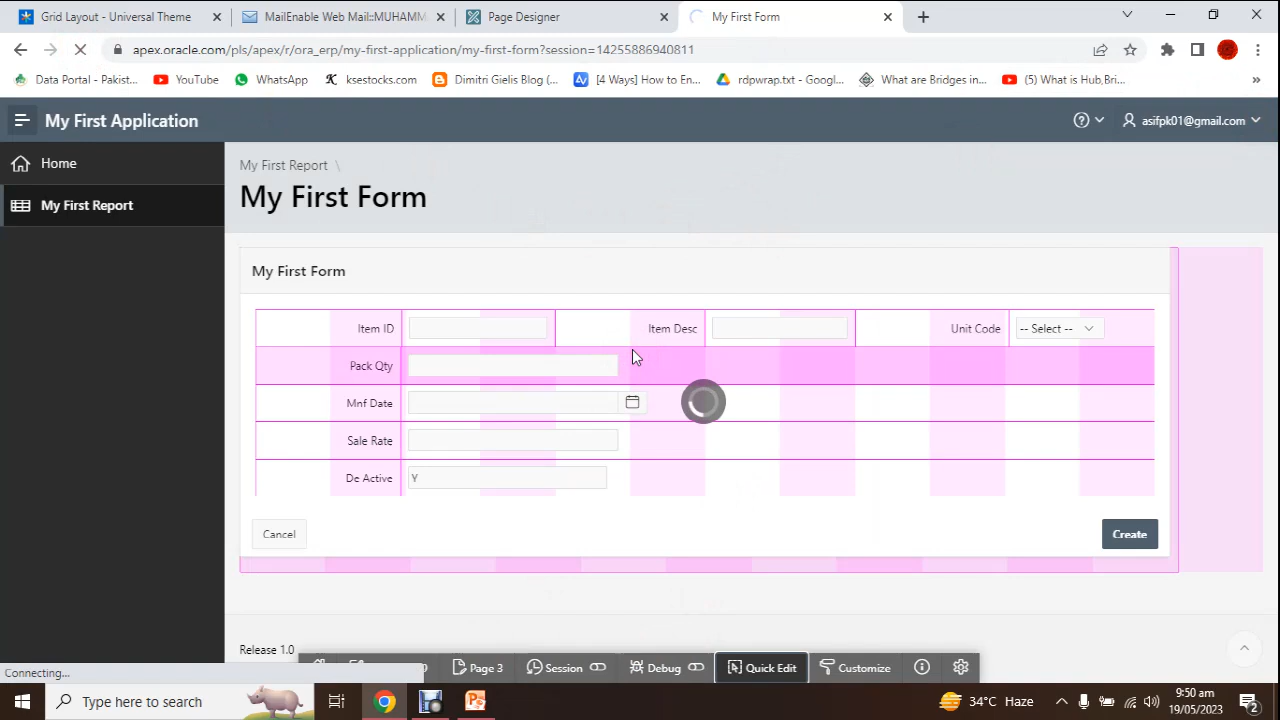 Grid Layout - Universal Theme
MailEnable Web Mail::MUHAMM
Page Designer
My First Form
apex.oracle.com/pls/apex/r/ora_erp/my-first-application/my-first-form?session=14255886940811
Data Portal - Pakist...
YouTube
WhatsApp
ksestocks.com
Dimitri Gielis Blog (...
[4 Ways] How to En...
rdpwrap.txt - Googl...
What are Bridges in...
(5) What is Hub,Bri...
My First Application
asifpk01@gmail.com
Home
My First Report
My First Report \
My First Form
My First Form
Item ID
Item Desc
Unit Code
-- Select --
Pack Qty
Mnf Date
Sale Rate
De Active
Y
Cancel
Create
Release 1.0
Page 3
Session
Debug
Quick Edit
Customize
Connecting...
Type here to search
34°C Haze
9:50 am
19/05/2023
2